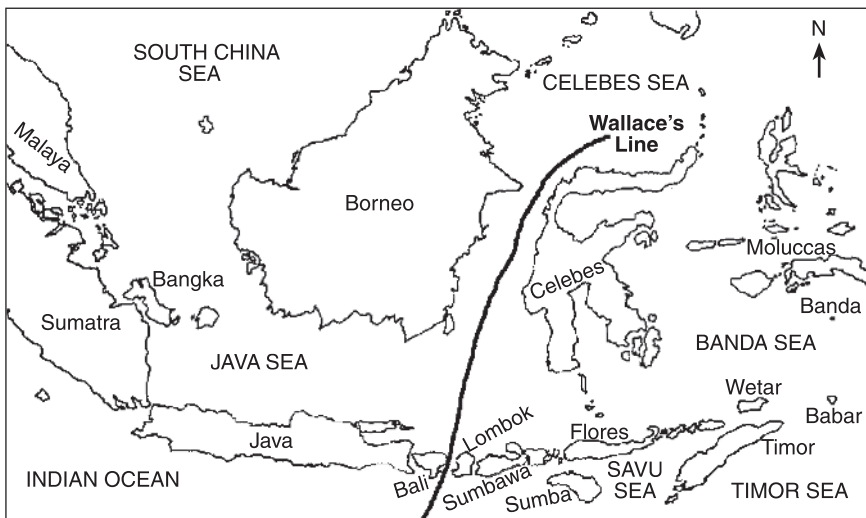 SOUTH CHINA
SEA
N
CELEBES SEA
Wallace's
Line
Malaya
Borneo
Moluccas
Bangka
Celebes
Banda
Sumatra
JAVA SEA
BANDA SEA
Wetar
Babar
Lombok
Flores
Java
Timor
Bali
Sumbawa
SAVU
SEA
Sumba
INDIAN OCEAN
TIMOR SEA